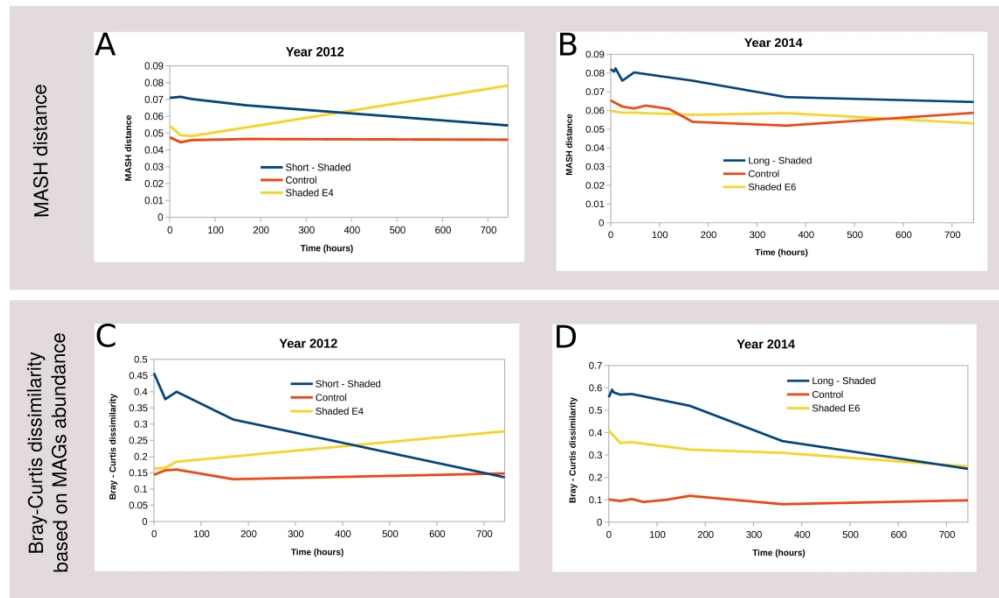 MASH distance
A
Year 2012
0.09
0.08
0.07
0.06
0.05
0.04
0.03
0.02
0.01
0
MASH distance
Short - Shaded
Control
Shaded E4
0 100 200 300 400 500 600 700
Time (hours)
B
Year 2014
0.09
0.08
0.07
0.06
0.05
0.04
0.03
0.02
0.01
0
MASH distance
Long - Shaded
Control
Shaded E6
0 100 200 300 400 500 600 700
Time (hours)
Bray-Curtis dissimilarity
based on MAGs abundance
C
Year 2012
0.5
0.45
0.4
0.35
0.3
0.25
0.2
0.15
0.1
0.05
0
Bray - Curtis dissimilarity
Short - Shaded
Control
Shaded E4
0 100 200 300 400 500 600 700
Time (hours)
D
Year 2014
0.7
0.6
0.5
0.4
0.3
0.2
0.1
0
Bray - Curtis dissimilarity
Long - Shaded
Control
Shaded E6
0 100 200 300 400 500 600 700
Time (hours)